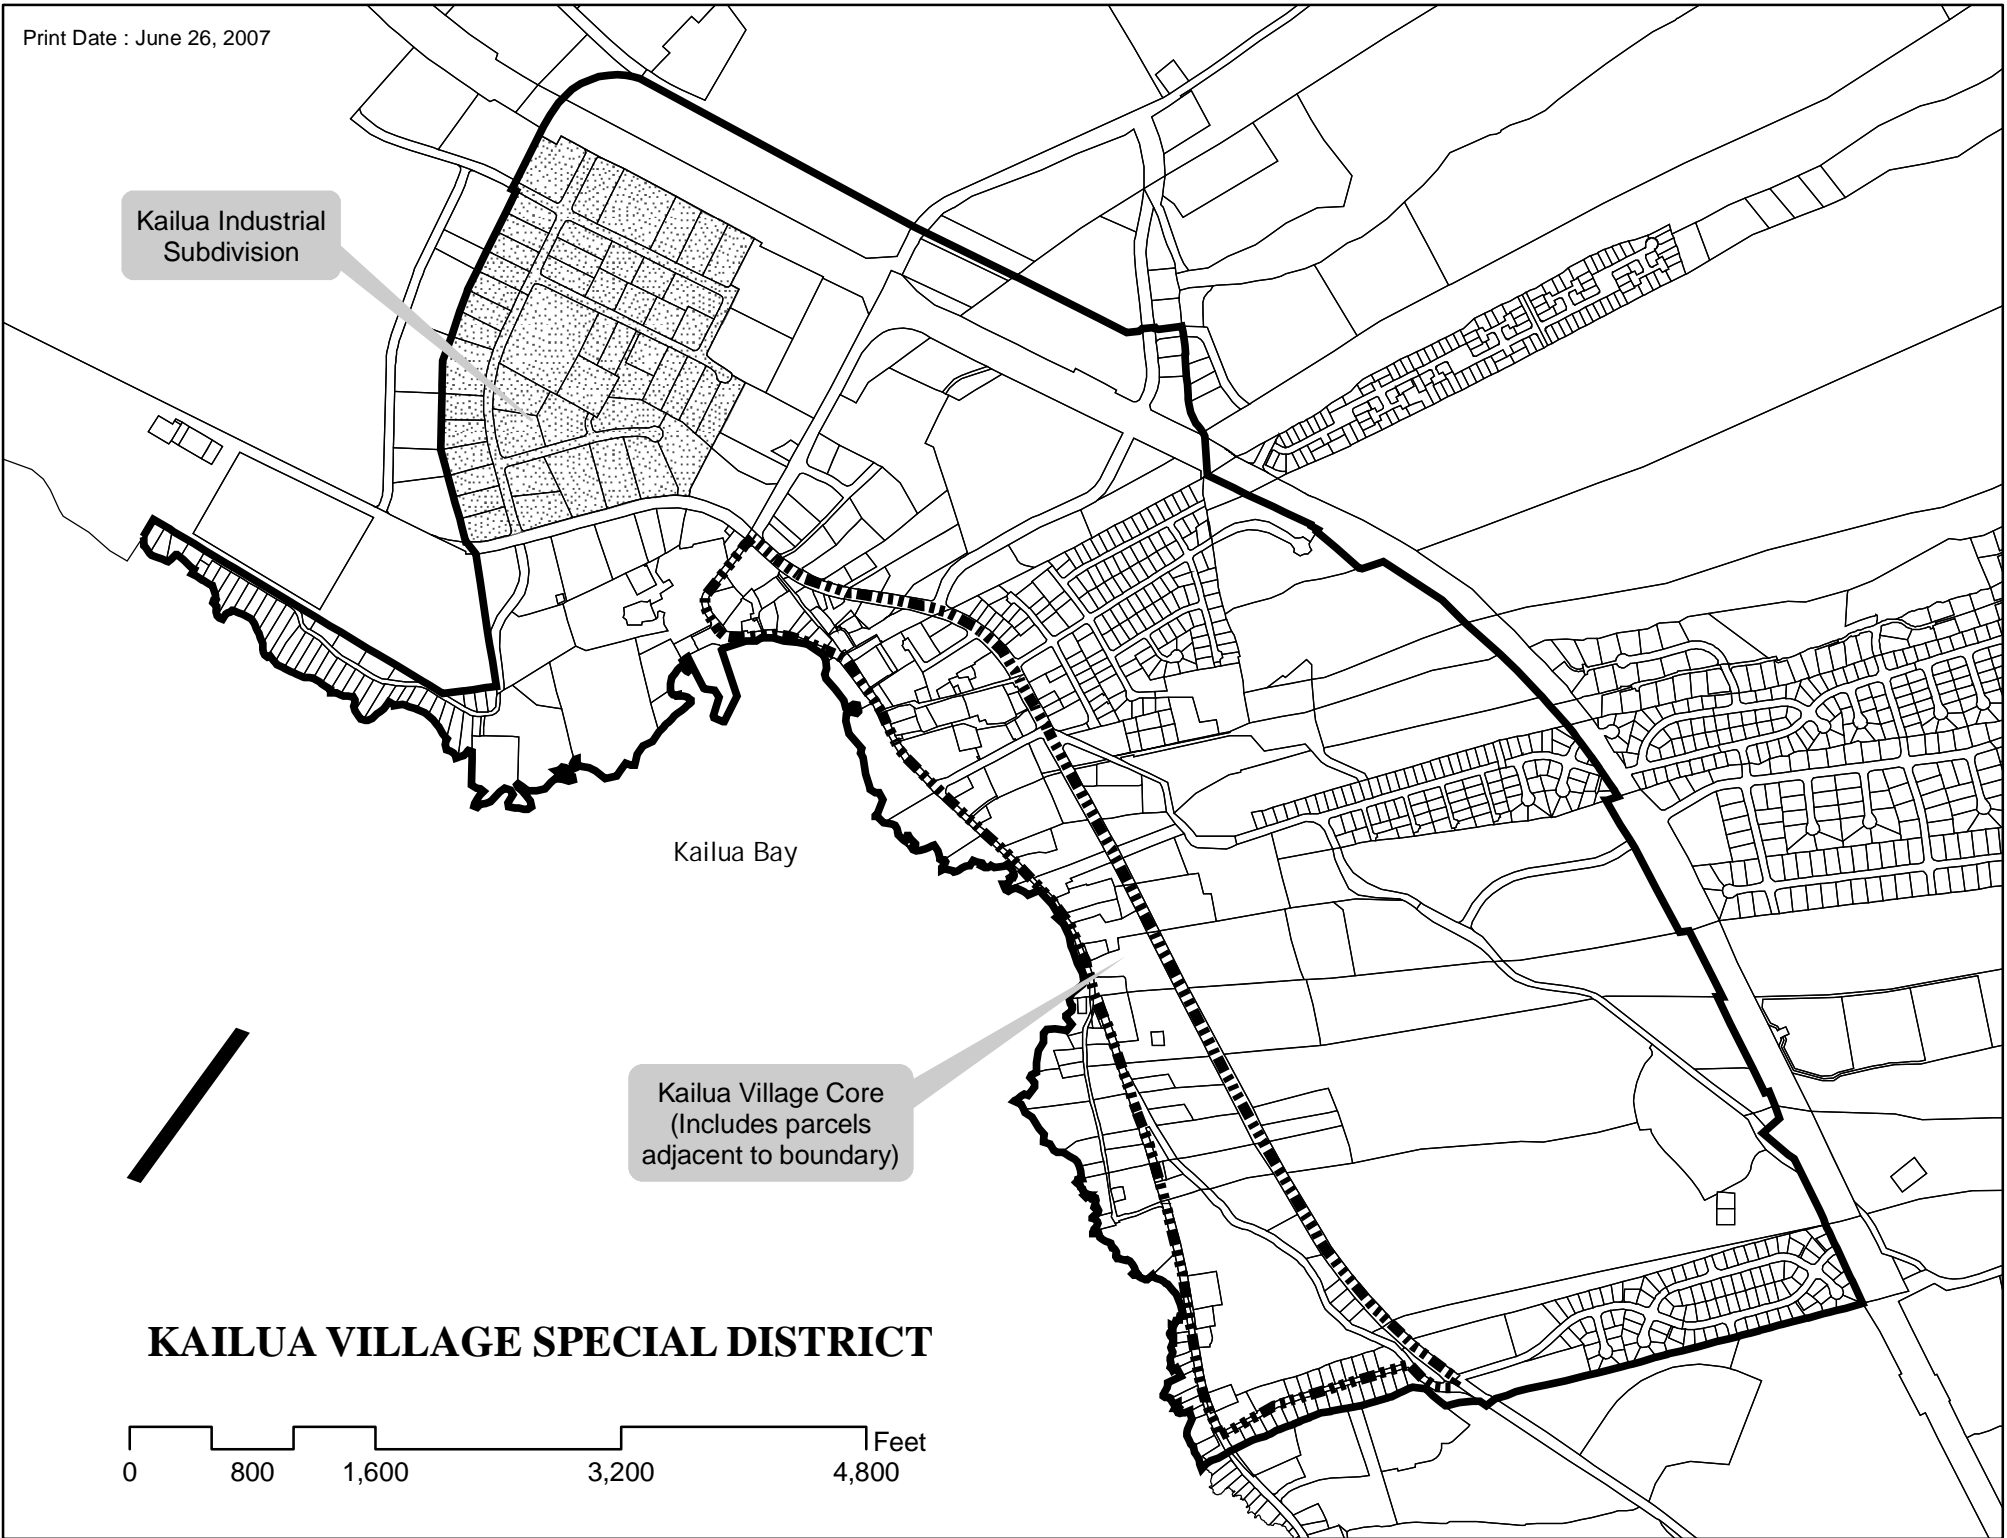 Print Date : June 26, 2007
Kailua Industrial
Subdivision
Kailua Bay
Kailua Village Core
(Includes parcels
adjacent to boundary)
KAILUA VILLAGE SPECIAL DISTRICT
Feet
0 800 1,600 3,200 4,800